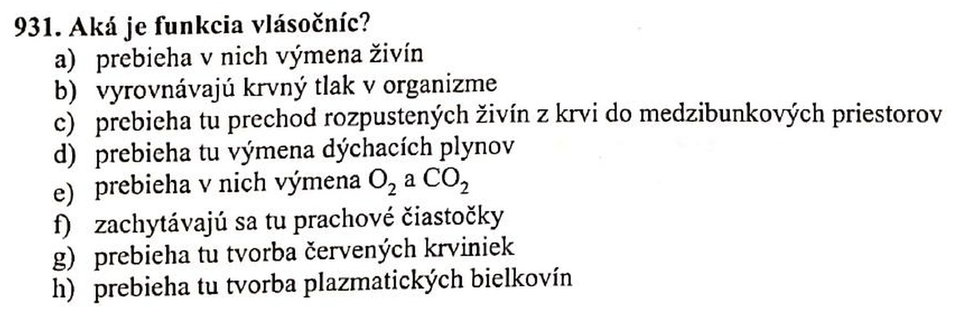 931. Aká je funkcia vlásočníc?
a) prebieha v nich výmena živín
b) vyrovnávajú krvný tlak v organizme
c) prebieha tu prechod rozpustených živín z krvi do medzibunkových priestorov
d) prebieha tu výmena dýchacích plynov
e) prebieha v nich výmena O₂ a CO₂
f) zachytávajú sa tu prachové čiastočky
g) prebieha tu tvorba červených krviniek
h) prebieha tu tvorba plazmatických bielkovín